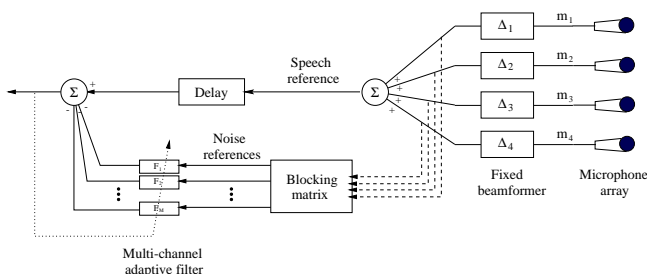 Δ1 m1
Δ2 m2
Δ3 m3
Δ4 m4
Speech
reference
Σ + Delay Σ + + + +
- - -
Noise
references
F1
F2
FM
Blocking
matrix
Fixed
beamformer
Microphone
array
Multi-channel
adaptive filter